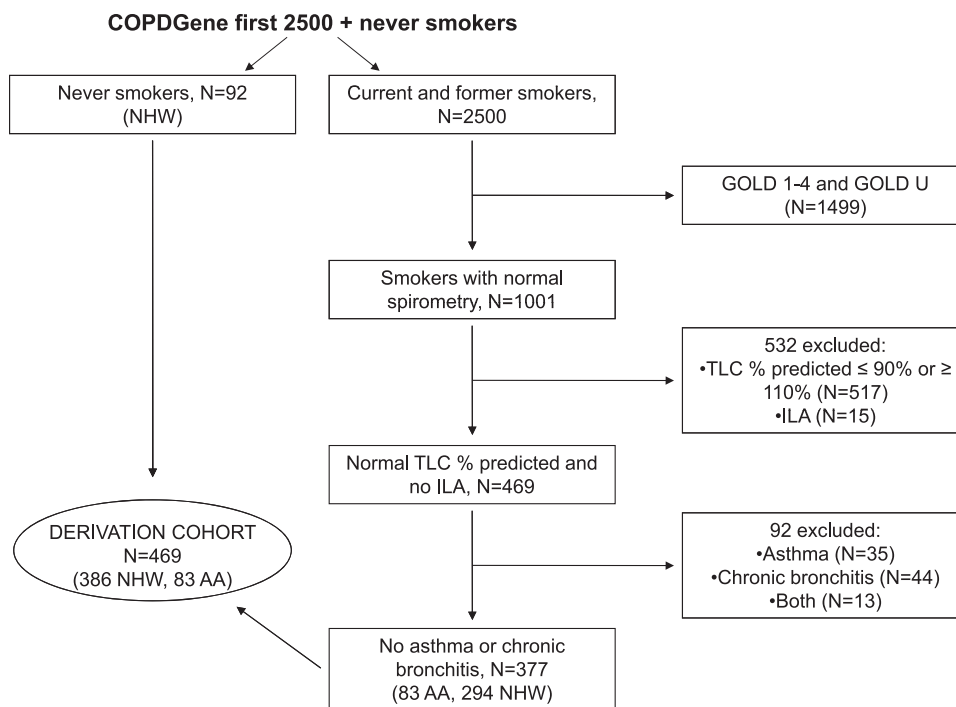 COPDGene first 2500 + never smokers
Never smokers, N=92
(NHW)
Current and former smokers,
N=2500
GOLD 1-4 and GOLD U
(N=1499)
Smokers with normal
spirometry, N=1001
532 excluded:
•TLC % predicted ≤ 90% or ≥
110% (N=517)
•ILA (N=15)
Normal TLC % predicted and
no ILA, N=469
DERIVATION COHORT
N=469
(386 NHW, 83 AA)
92 excluded:
•Asthma (N=35)
•Chronic bronchitis (N=44)
•Both (N=13)
No asthma or chronic
bronchitis, N=377
(83 AA, 294 NHW)